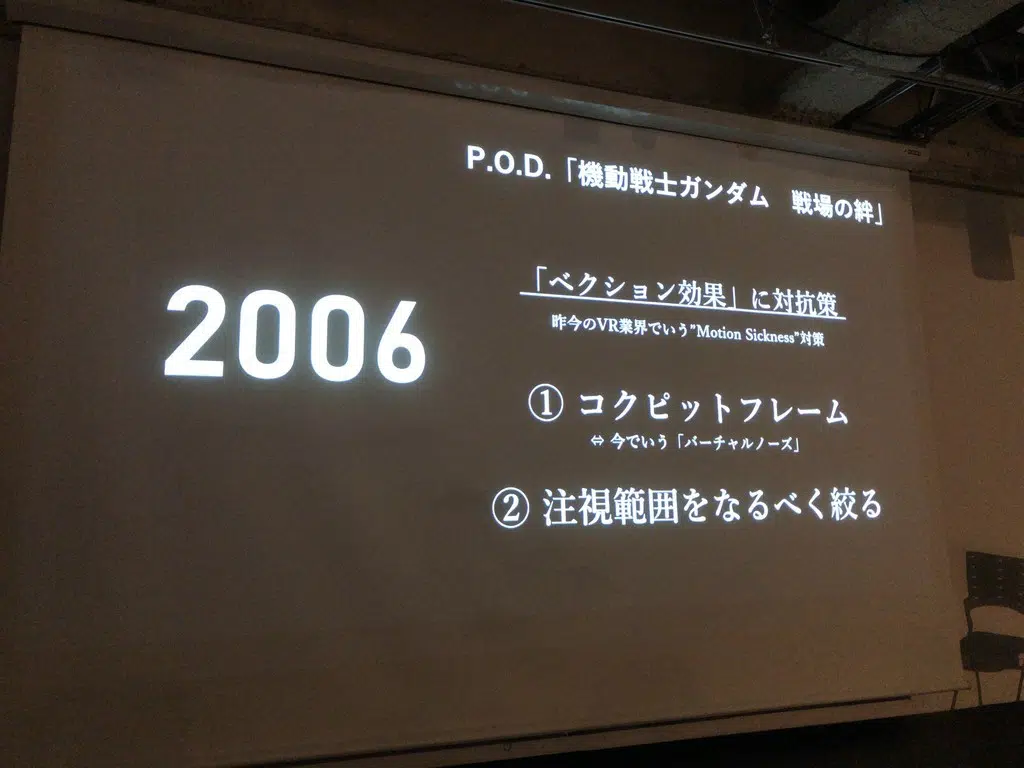 P.O.D.「機動戦士ガンダム　戦場の絆」
2006
「ベクション効果」に対抗策
昨今のVR業界でいう"Motion Sickness"対策
① コクピットフレーム
⇔ 今でいう「バーチャルノーズ」
② 注視範囲をなるべく絞る